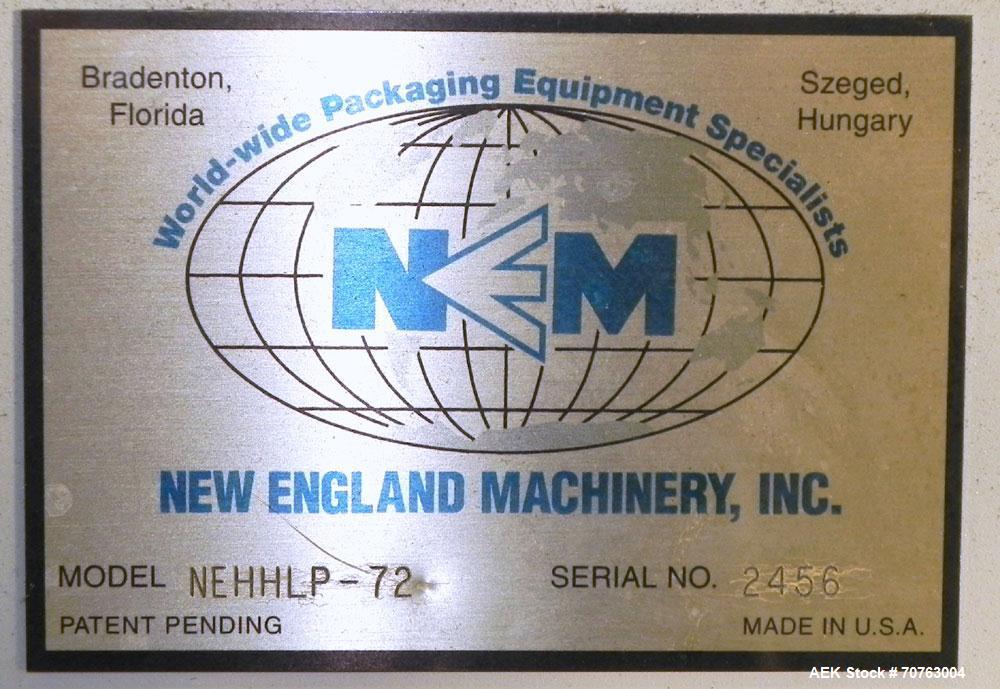 Bradenton,
Florida
Szeged,
Hungary
World-wide Packaging Equipment Specialists
NEM
NEW ENGLAND MACHINERY, INC.
MODEL NEHHLP-72
SERIAL NO. 2456
PATENT PENDING
MADE IN U.S.A.
AEK Stock # 70763004